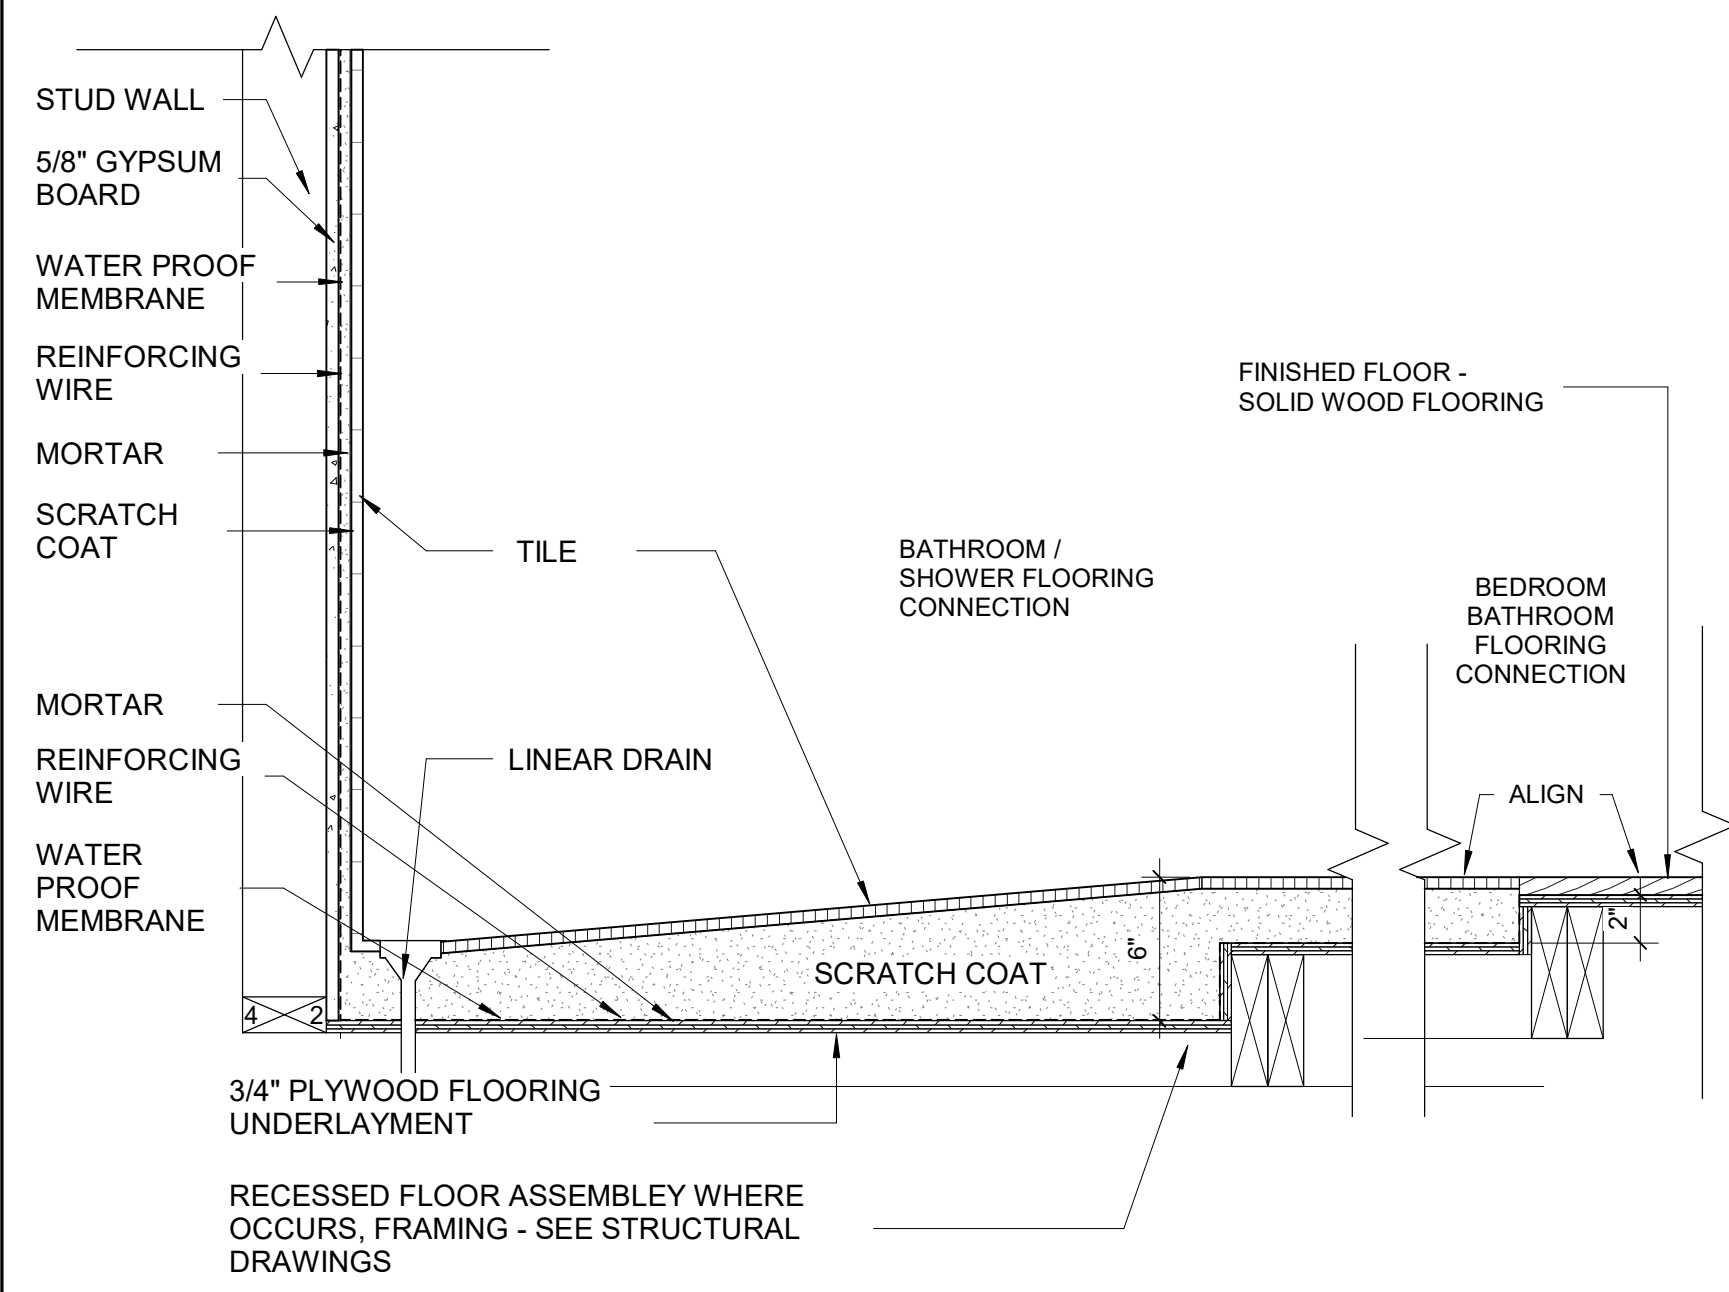 STUD WALL
5/8" GYPSUM
BOARD
WATER PROOF
MEMBRANE
REINFORCING
WIRE
MORTAR
SCRATCH
COAT
TILE
MORTAR
REINFORCING
WIRE
WATER
PROOF
MEMBRANE
LINEAR DRAIN
BATHROOM /
SHOWER FLOORING
CONNECTION
FINISHED FLOOR -
SOLID WOOD FLOORING
BEDROOM
BATHROOM
FLOORING
CONNECTION
ALIGN
2"
6"
SCRATCH COAT
4 2
3/4" PLYWOOD FLOORING
UNDERLAYMENT
RECESSED FLOOR ASSEMBLEY WHERE
OCCURS, FRAMING - SEE STRUCTURAL
DRAWINGS